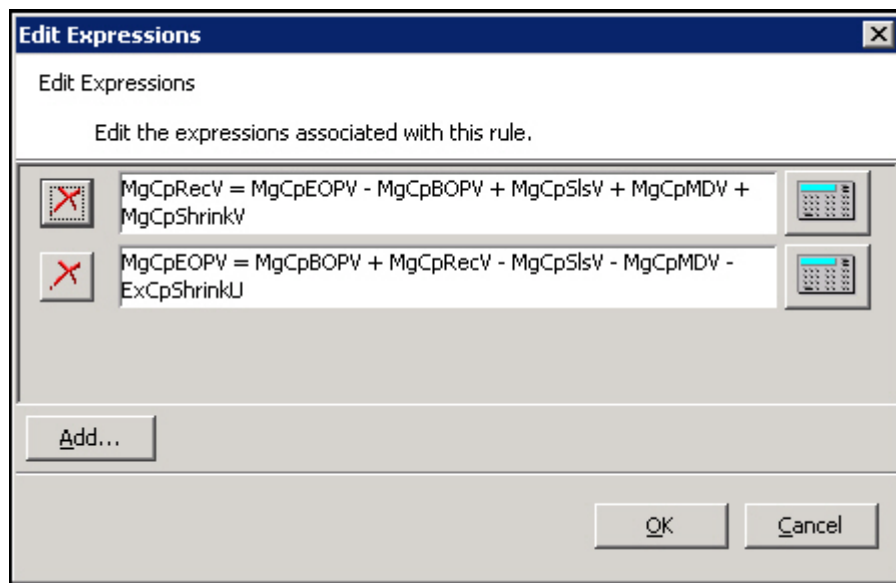 Edit Expressions
Edit Expressions
Edit the expressions associated with this rule.
MgCpRecV = MgCpEOPV - MgCpBOPV + MgCpSlsV + MgCpMDV +
MgCpShrinkV
MgCpEOPV = MgCpBOPV + MgCpRecV - MgCpSlsV - MgCpMDV -
ExCpShrinkU
Add...
OK
Cancel